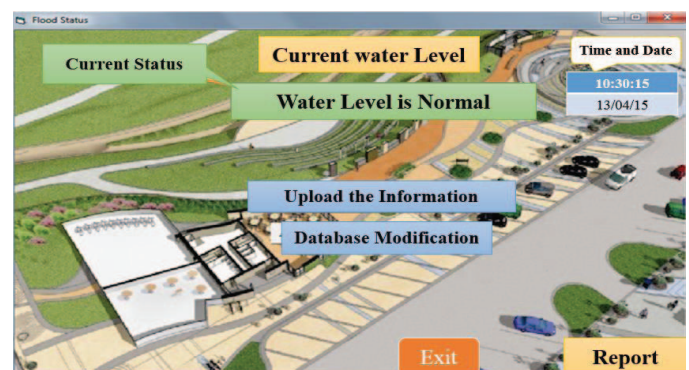 Flood Status
Current water Level
Time and Date
Current Status
10:30:15
Water Level is Normal
13/04/15
Upload the Information
Database Modification
Exit
Report